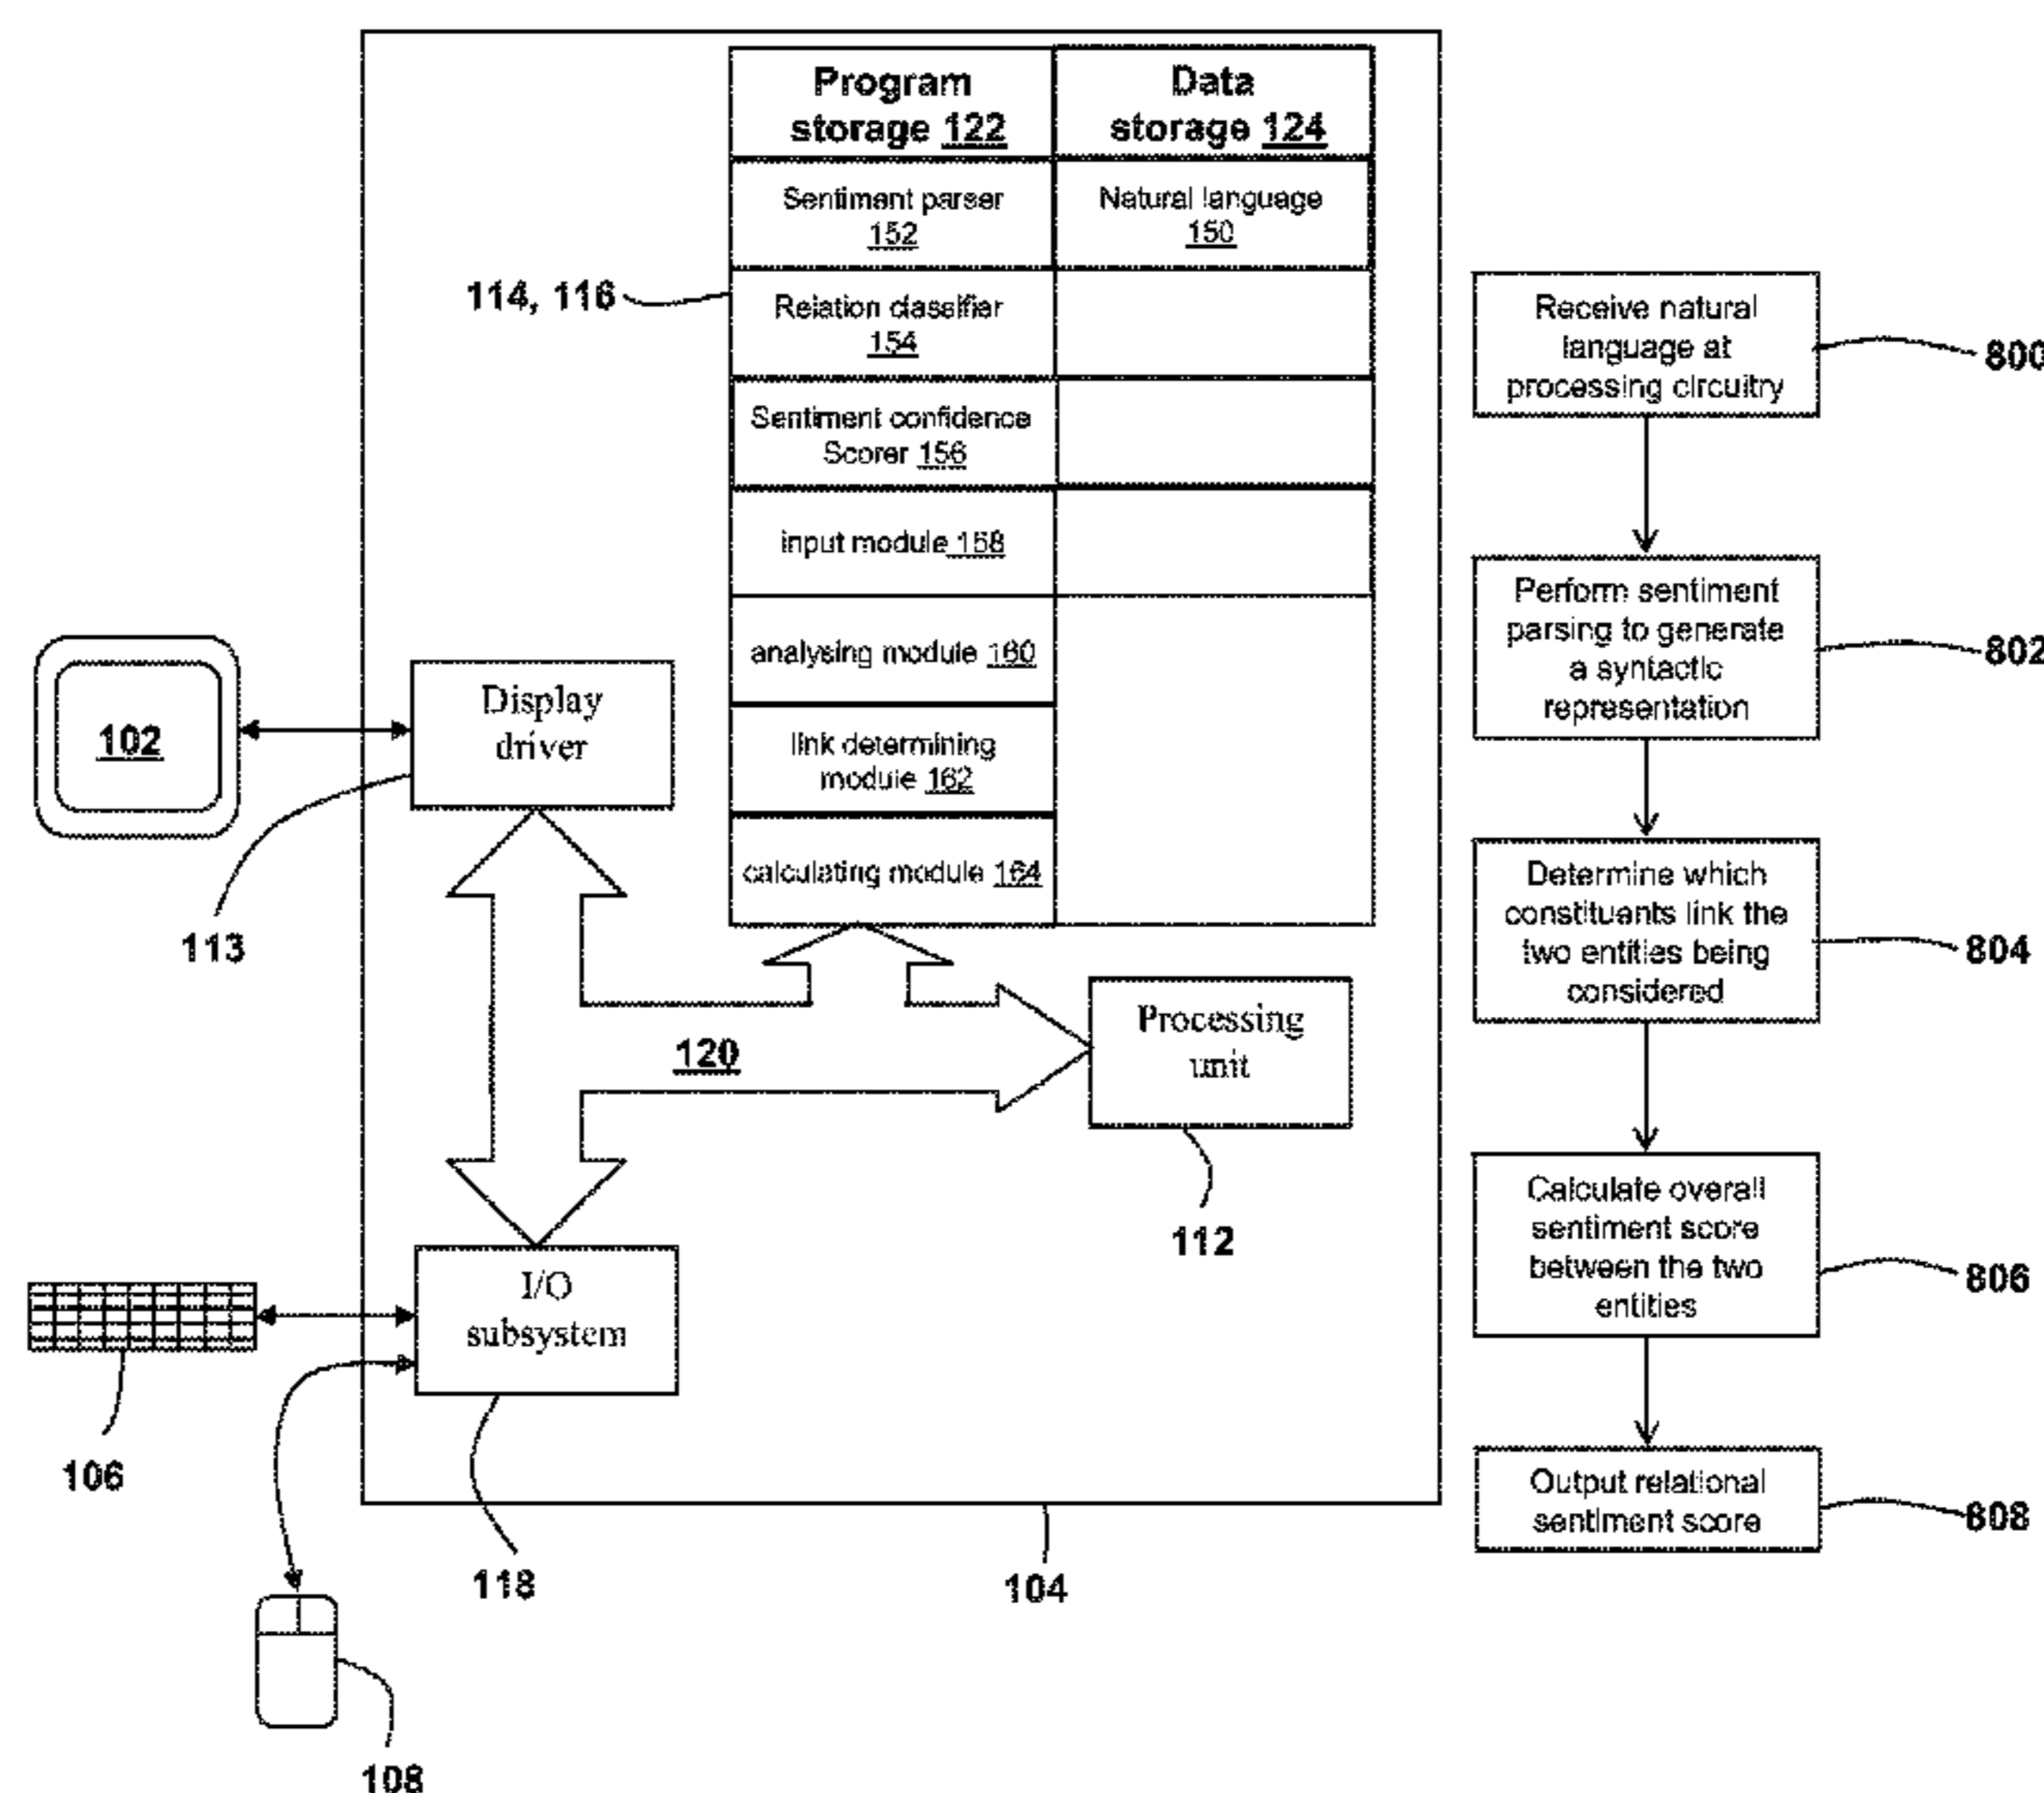 Program
storage 122
Data
storage 124
Sentiment parser
152
Natural language
150
114, 116
Relation classifier
154
Sentiment confidence
Scorer 156
input module 158
analysing module 160
link determining
module 162
calculating module 164
102
Display
driver
113
120
Processing
unit
112
I/O
subsystem
106
118
104
108
Receive natural
language at
processing circuitry
800
Perform sentiment
parsing to generate
a syntactic
representation
802
Determine which
constituents link the
two entities being
considered
804
Calculate overall
sentiment score
between the two
entities
806
Output relational
sentiment score
808